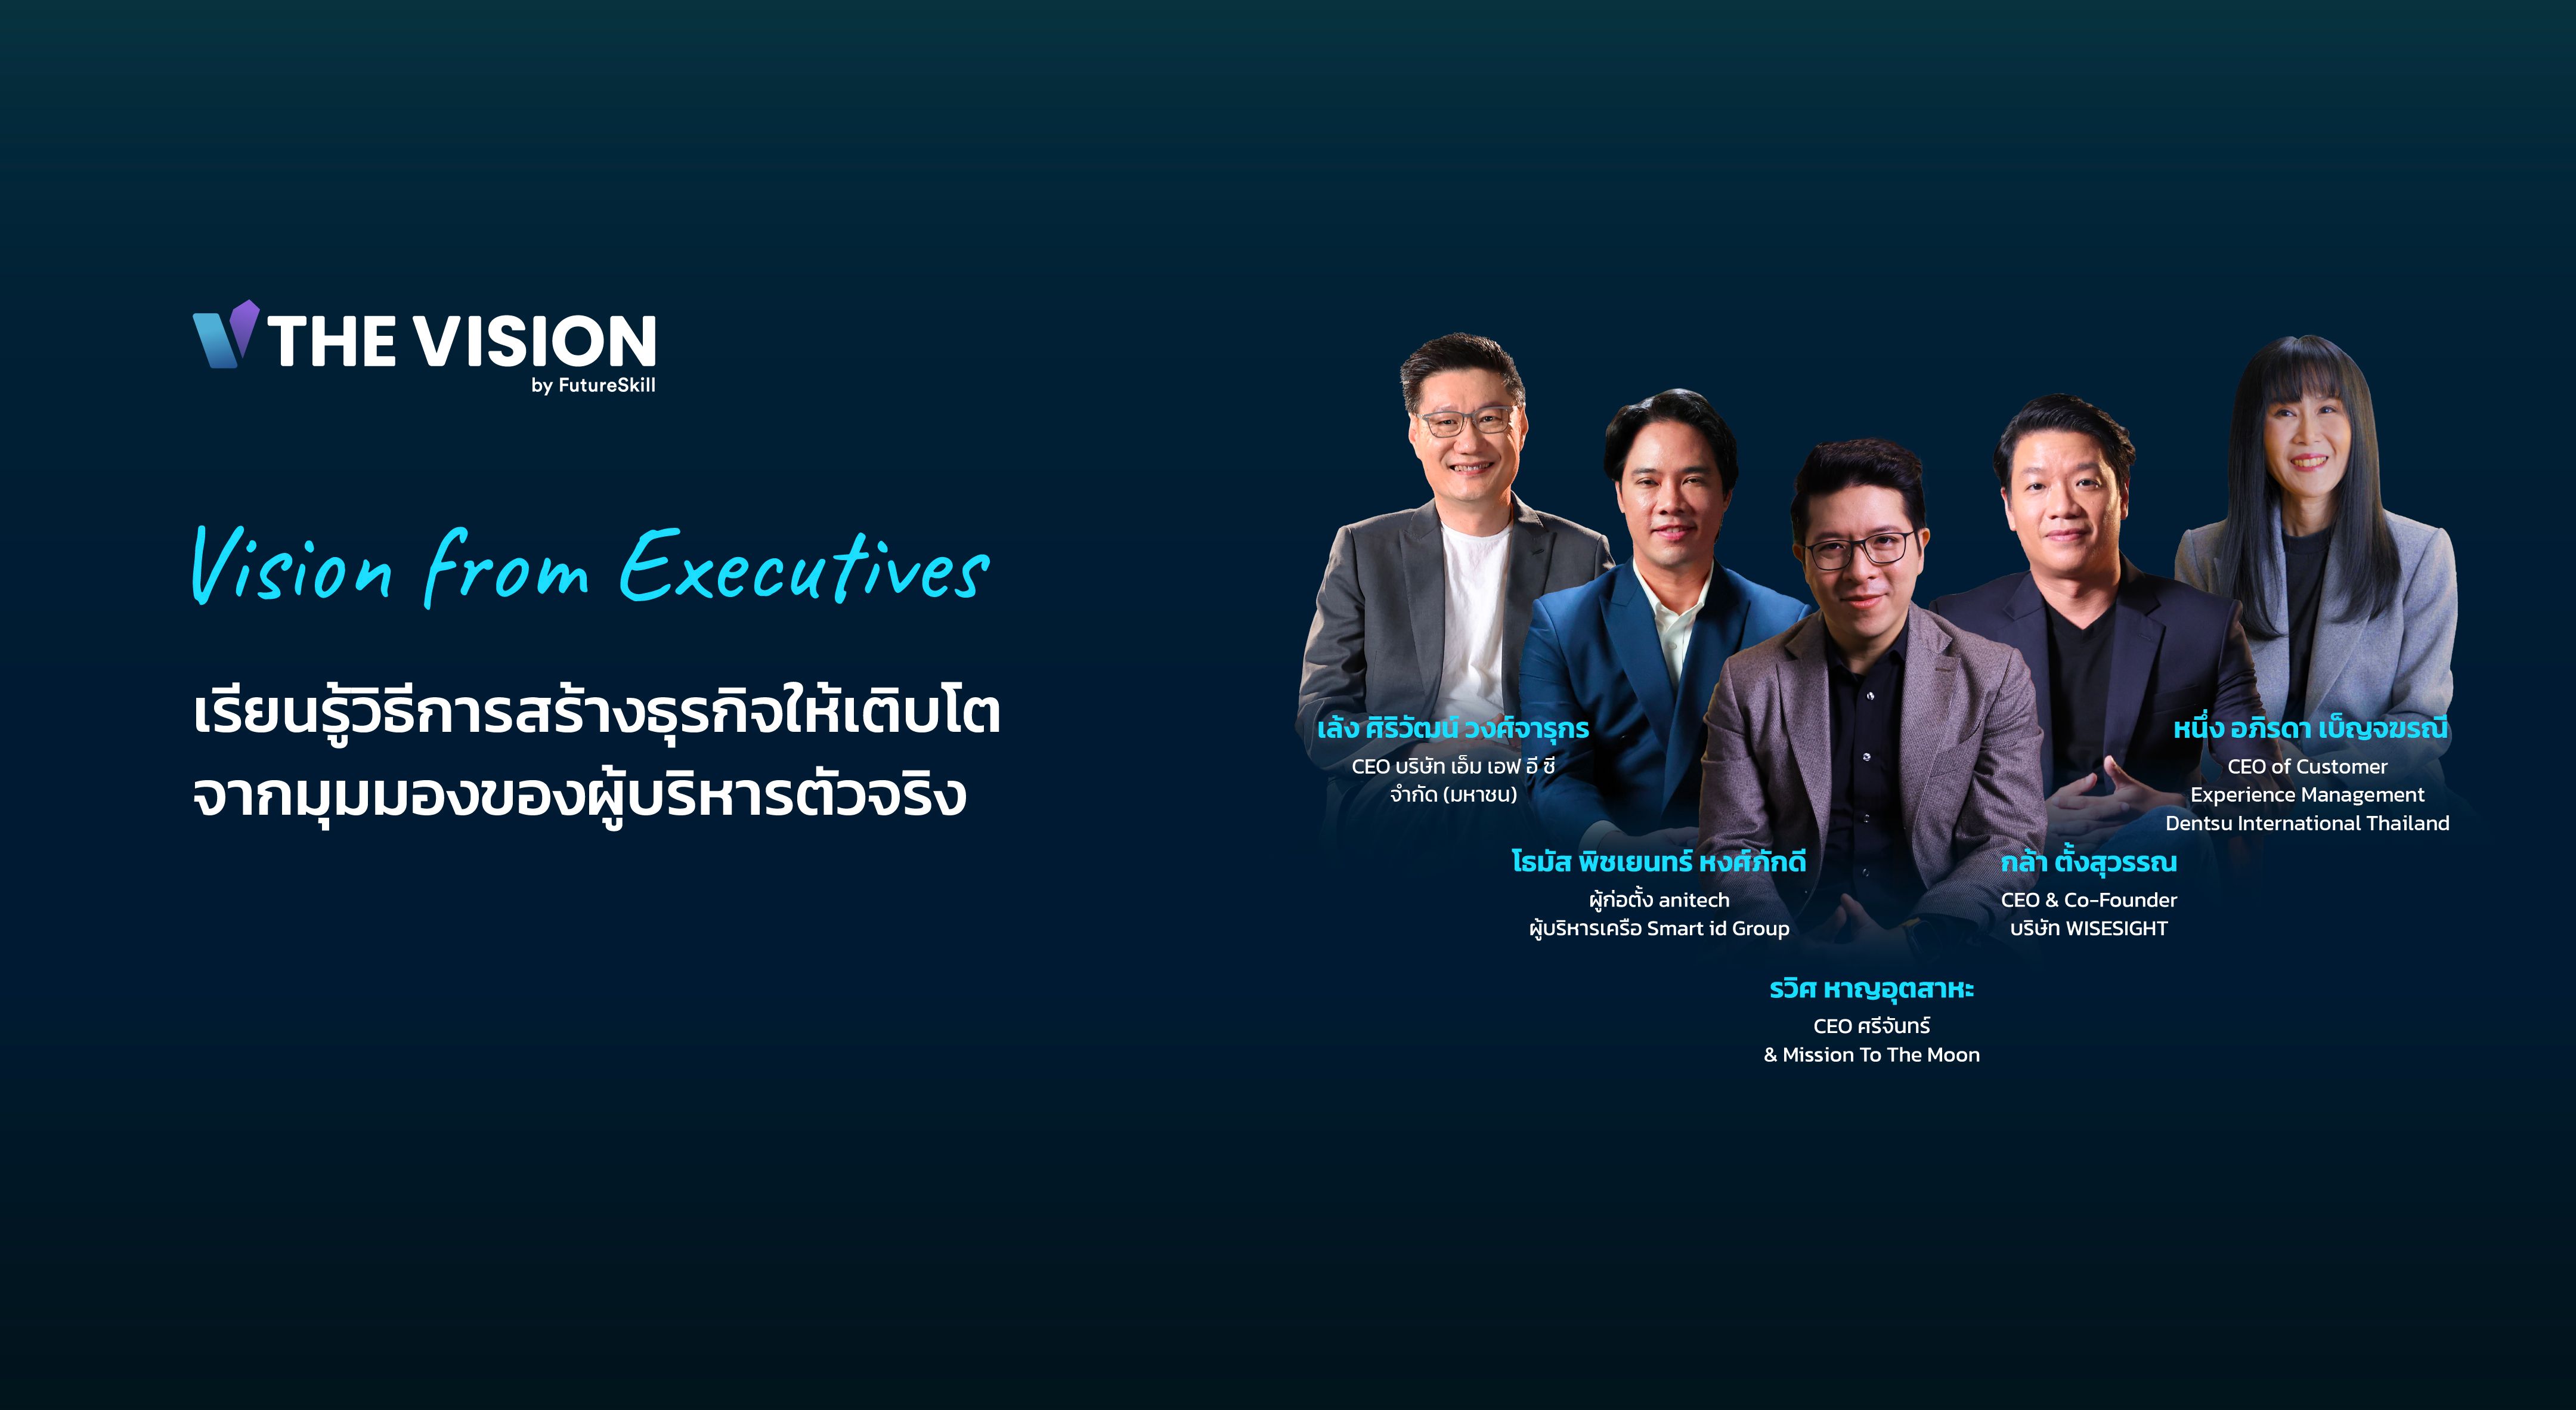 THE VISION
by FutureSkill
Vision from Executives
เรียนรู้วิธีการสร้างธุรกิจให้เติบโต
จากมุมมองของผู้บริหารตัวจริง
เล้ง ศิริวัฒน์ วงศ์จารุกร
CEO บริษัท เอ็ม เอฟ อี ซี
จำกัด (มหาชน)
โธมัส พิชเยนทร์ หงศ์ภักดี
ผู้ก่อตั้ง anitech
ผู้บริหารเครือ Smart id Group
รวิศ หาญอุตสาหะ
CEO ศรีจันทร์
& Mission To The Moon
กล้า ตั้งสุวรรณ
CEO & Co-Founder
บริษัท WISESIGHT
หนึ่ง อภิรดา เบ็ญจฆรณี
CEO of Customer
Experience Management
Dentsu International Thailand